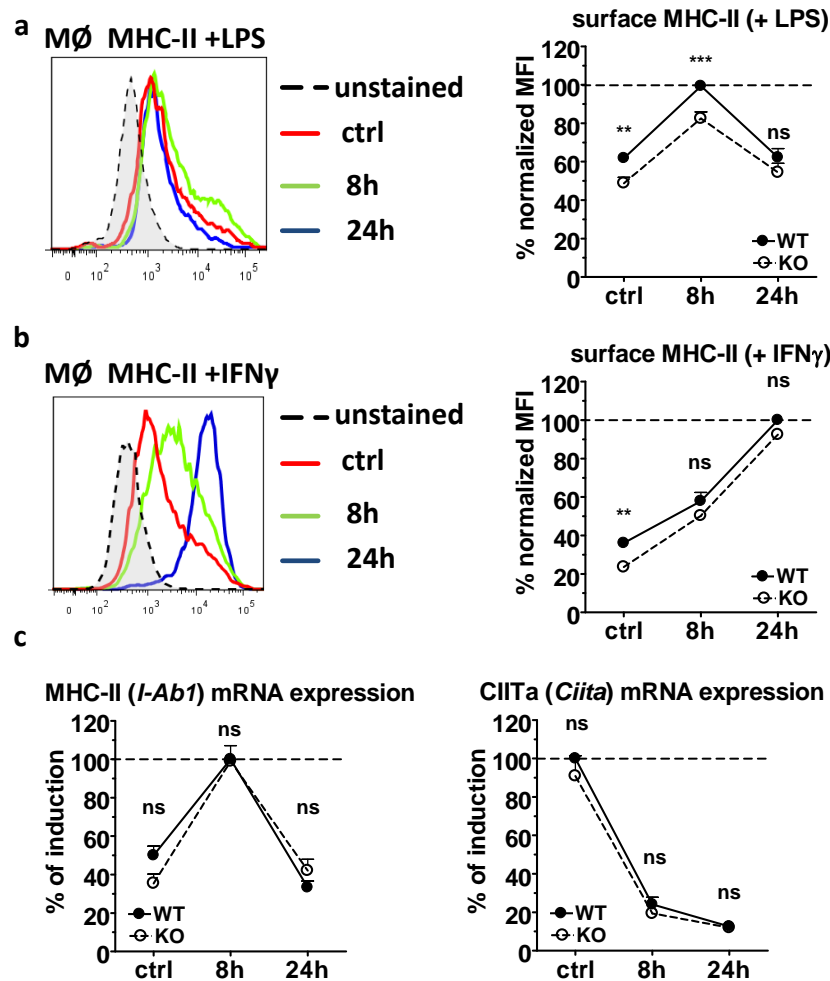 a
MØ MHC-II +LPS
unstained
ctrl
8h
24h
0 10² 10³ 10⁴ 10⁵
surface MHC-II (+ LPS)
% normalized MFI
120
100
80
60
40
20
0
**
***
ns
WT
KO
ctrl 8h 24h
b
MØ MHC-II +IFNγ
unstained
ctrl
8h
24h
0 10² 10³ 10⁴ 10⁵
surface MHC-II (+ IFNγ)
% normalized MFI
120
100
80
60
40
20
0
**
ns
ns
WT
KO
ctrl 8h 24h
c
MHC-II (I-Ab1) mRNA expression
% of induction
120
100
80
60
40
20
0
ns
ns
ns
WT
KO
ctrl 8h 24h
CIITa (Ciita) mRNA expression
% of induction
120
100
80
60
40
20
0
ns
ns
ns
WT
KO
ctrl 8h 24h